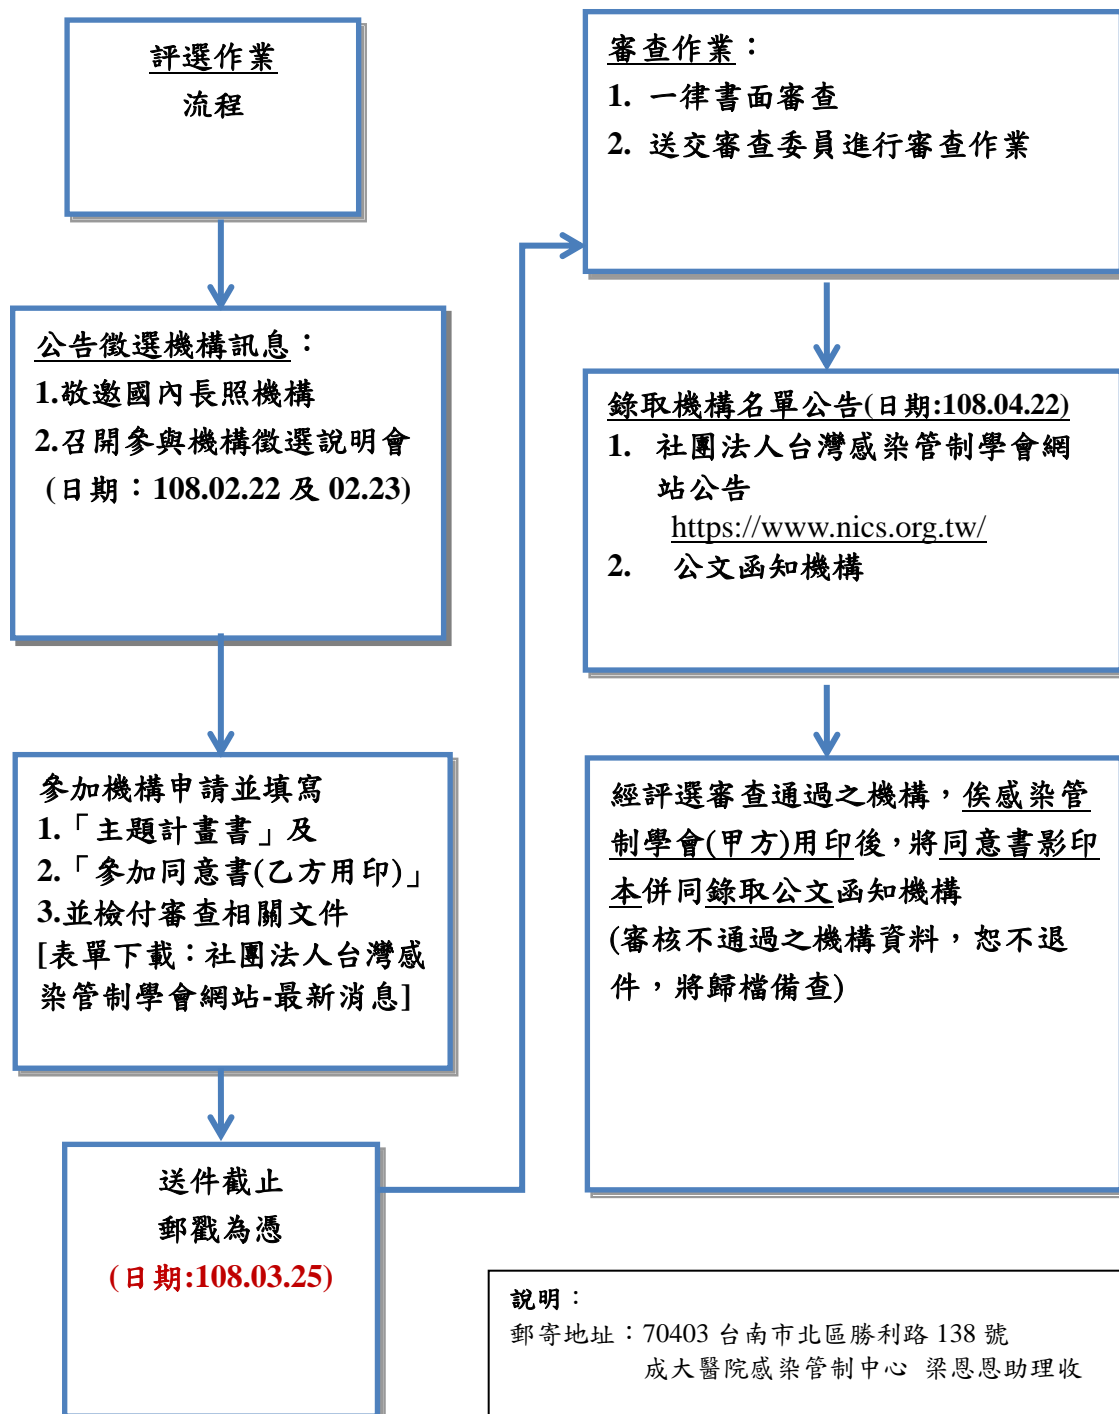 評選作業
流程
公告徵選機構訊息：
1.敬邀國內長照機構
2.召開參與機構徵選說明會
(日期：108.02.22 及 02.23)
參加機構申請並填寫
1.「主題計畫書」及
2.「參加同意書(乙方用印)」
3.並檢付審查相關文件
[表單下載：社團法人台灣感
染管制學會網站-最新消息]
送件截止
郵戳為憑
(日期:108.03.25)
審查作業：
1. 一律書面審查
2. 送交審查委員進行審查作業
錄取機構名單公告(日期:108.04.22)
1. 社團法人台灣感染管制學會網
站公告
https://www.nics.org.tw/
2. 公文函知機構
經評選審查通過之機構，俟感染管
制學會(甲方)用印後，將同意書影印
本併同錄取公文函知機構
(審核不通過之機構資料，恕不退
件，將歸檔備查)
說明：
郵寄地址：70403 台南市北區勝利路 138 號
成大醫院感染管制中心 梁恩恩助理收